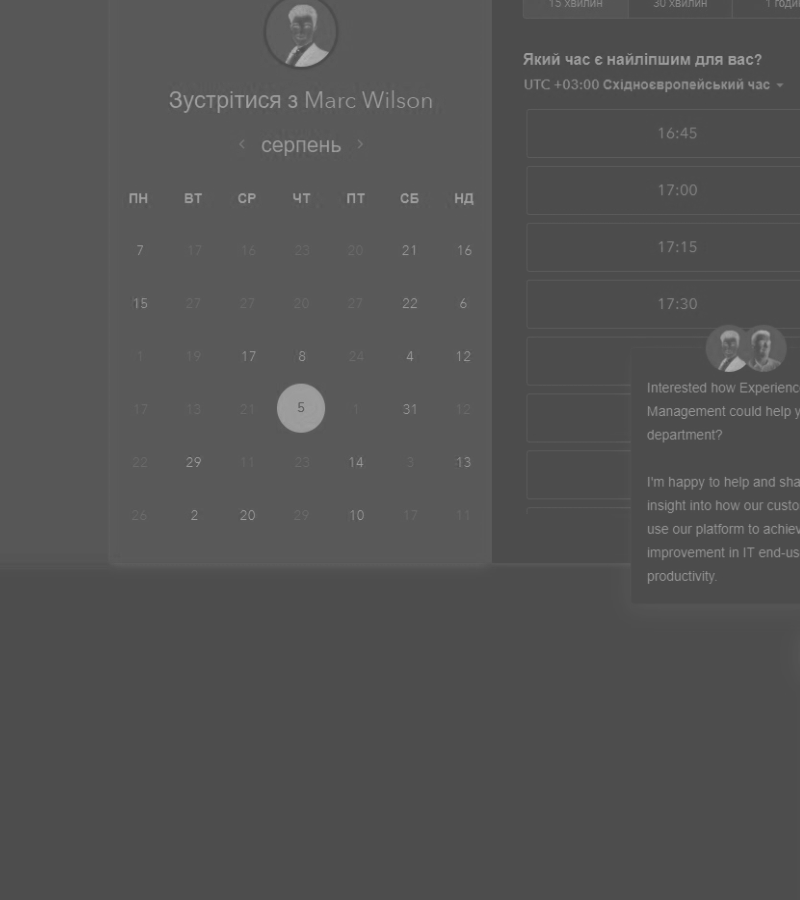 Зустрітися з Marc Wilson
серпень
ПН ВТ СР ЧТ ПТ СБ НД
7 17 16 23 20 21 16
15 27 27 20 27 22 6
1 19 17 8 24 4 12
17 13 21 5 1 31 12
22 29 11 23 14 3 13
26 2 20 29 10 17 11
15 хвилин 30 хвилин 1 годи
Який час є найліпшим для вас?
UTC +03:00 Східноєвропейський час
16:45
17:00
17:15
17:30
Interested how Experience
Management could help y
department?
I'm happy to help and sha
insight into how our custo
use our platform to achiev
improvement in IT end-us
productivity.